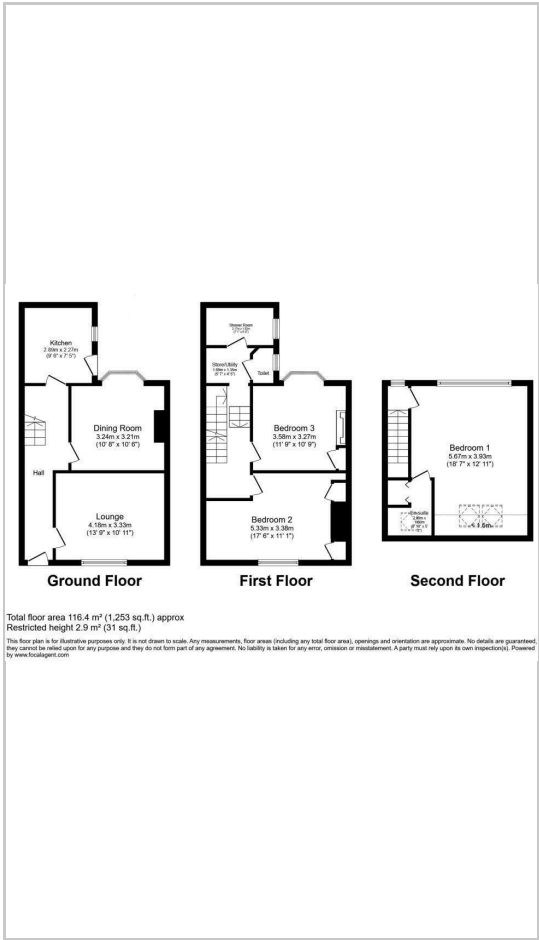 Kitchen
2.89m x 2.27m
(9' 6" x 7' 5")
Dining Room
3.24m x 3.21m
(10' 8" x 10' 6")
Hall
Lounge
4.18m x 3.33m
(13' 9" x 10' 11")
Ground Floor
Shower Room
Store/Utility
Toilet
Bedroom 3
3.58m x 3.27m
(11' 9" x 10' 9")
Bedroom 2
5.33m x 3.38m
(17' 6" x 11' 1")
First Floor
Bedroom 1
5.67m x 3.93m
(18' 7" x 12' 11")
Ensuite
< 1.5m
Second Floor
Total floor area 116.4 m² (1,253 sq.ft.) approx
Restricted height 2.9 m² (31 sq.ft.)
This floor plan is for illustrative purposes only. It is not drawn to scale. Any measurements, floor areas (including any total floor area), openings and orientation are approximate. No details are guaranteed,
they cannot be relied upon for any purpose and they do not form part of any agreement. No liability is taken for any error, omission or misstatement. A party must rely upon its own inspection(s). Powered
by www.focalagent.com